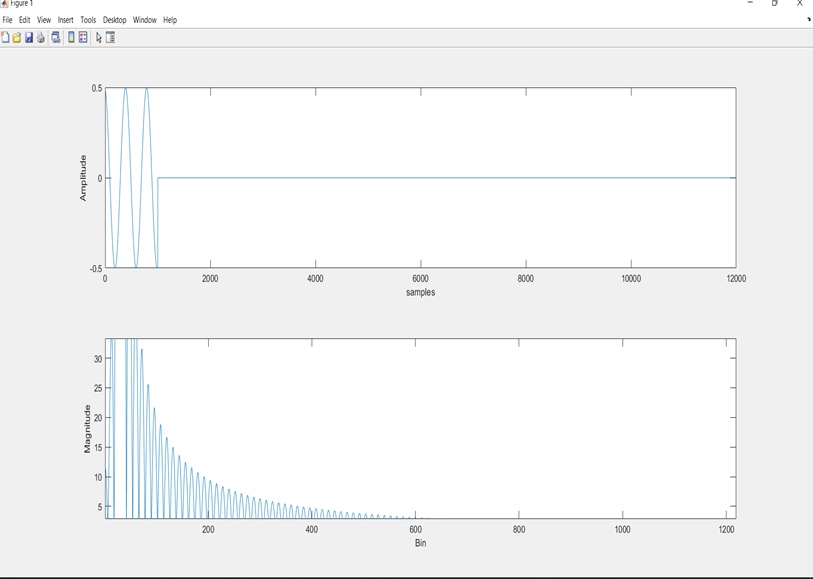 Figure 1
File Edit View Insert Tools Desktop Window Help
0.5
0
-0.5
Amplitude
0 2000 4000 6000 8000 10000 12000
samples
30
25
20
15
10
5
Magnitude
200 400 600 800 1000 1200
Bin